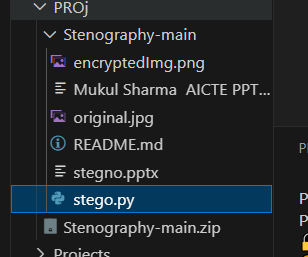 PROj
Stenography-main
encryptedImg.png
Mukul Sharma AICTE PPT...
original.jpg
README.md
stegno.pptx
stego.py
Stenography-main.zip
Projects